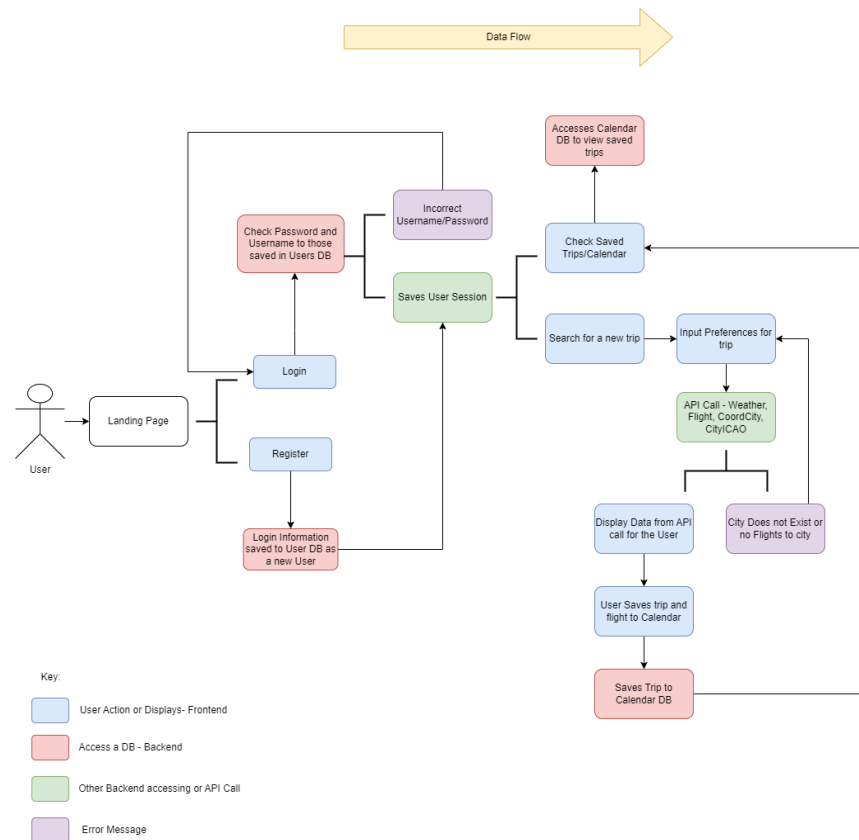 Data Flow
Accesses Calendar
DB to view saved
trips
Incorrect
Username/Password
Check Password and
Username to those
saved in Users DB
Check Saved
Trips/Calendar
Saves User Session
Search for a new trip
Input Preferences for
trip
Login
Landing Page
API Call - Weather,
Flight, CoordCity,
CityICAO
Register
User
Login Information
saved to User DB as
a new User
Display Data from API
call for the User
City Does not Exist or
no Flights to city
User Saves trip and
flight to Calendar
Saves Trip to
Calendar DB
Key:
User Action or Displays- Frontend
Access a DB - Backend
Other Backend accessing or API Call
Error Message